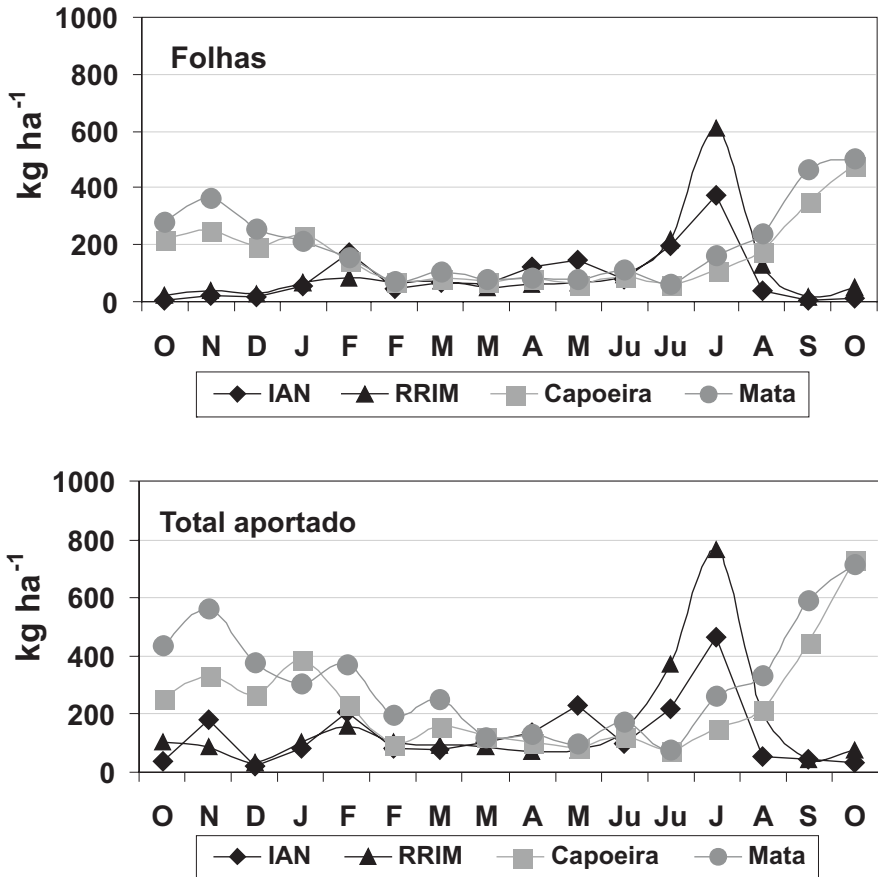 1000
Folhas
800
600
400
200
0
kg ha⁻¹
O N D J F F M M A M Ju Ju J A S O
IAN RRIM Capoeira Mata
1000
Total aportado
800
600
400
200
0
kg ha⁻¹
O N D J F F M M A M Ju Ju J A S O
IAN RRIM Capoeira Mata